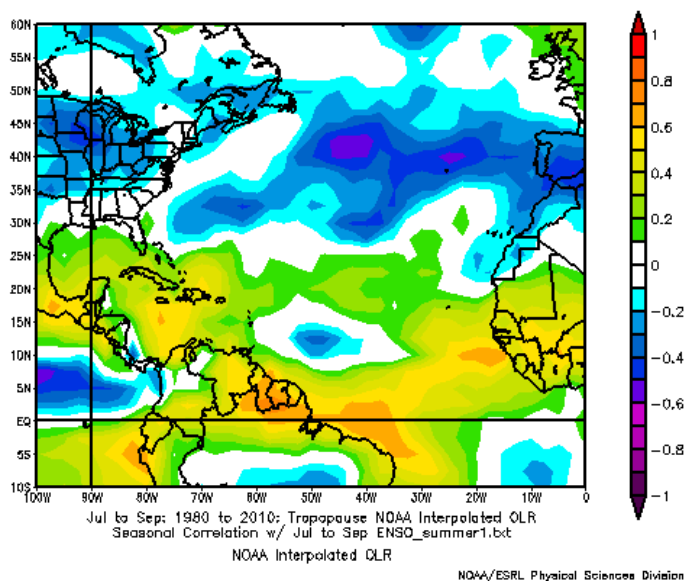 60N
55N
50N
45N
40N
35N
30N
25N
20N
15N
10N
5N
EQ
5S
10S
100W 90W 80W 70W 60W 50W 40W 30W 20W 10W 0
1
0.8
0.6
0.4
0.2
0
-0.2
-0.4
-0.6
-0.8
-1
Jul to Sep: 1980 to 2010: Tropopause NOAA Interpolated OLR
Seasonal Correlation w/ Jul to Sep ENSO_summer1.txt
NOAA Interpolated OLR
NOAA/ESRL Physical Sciences Division